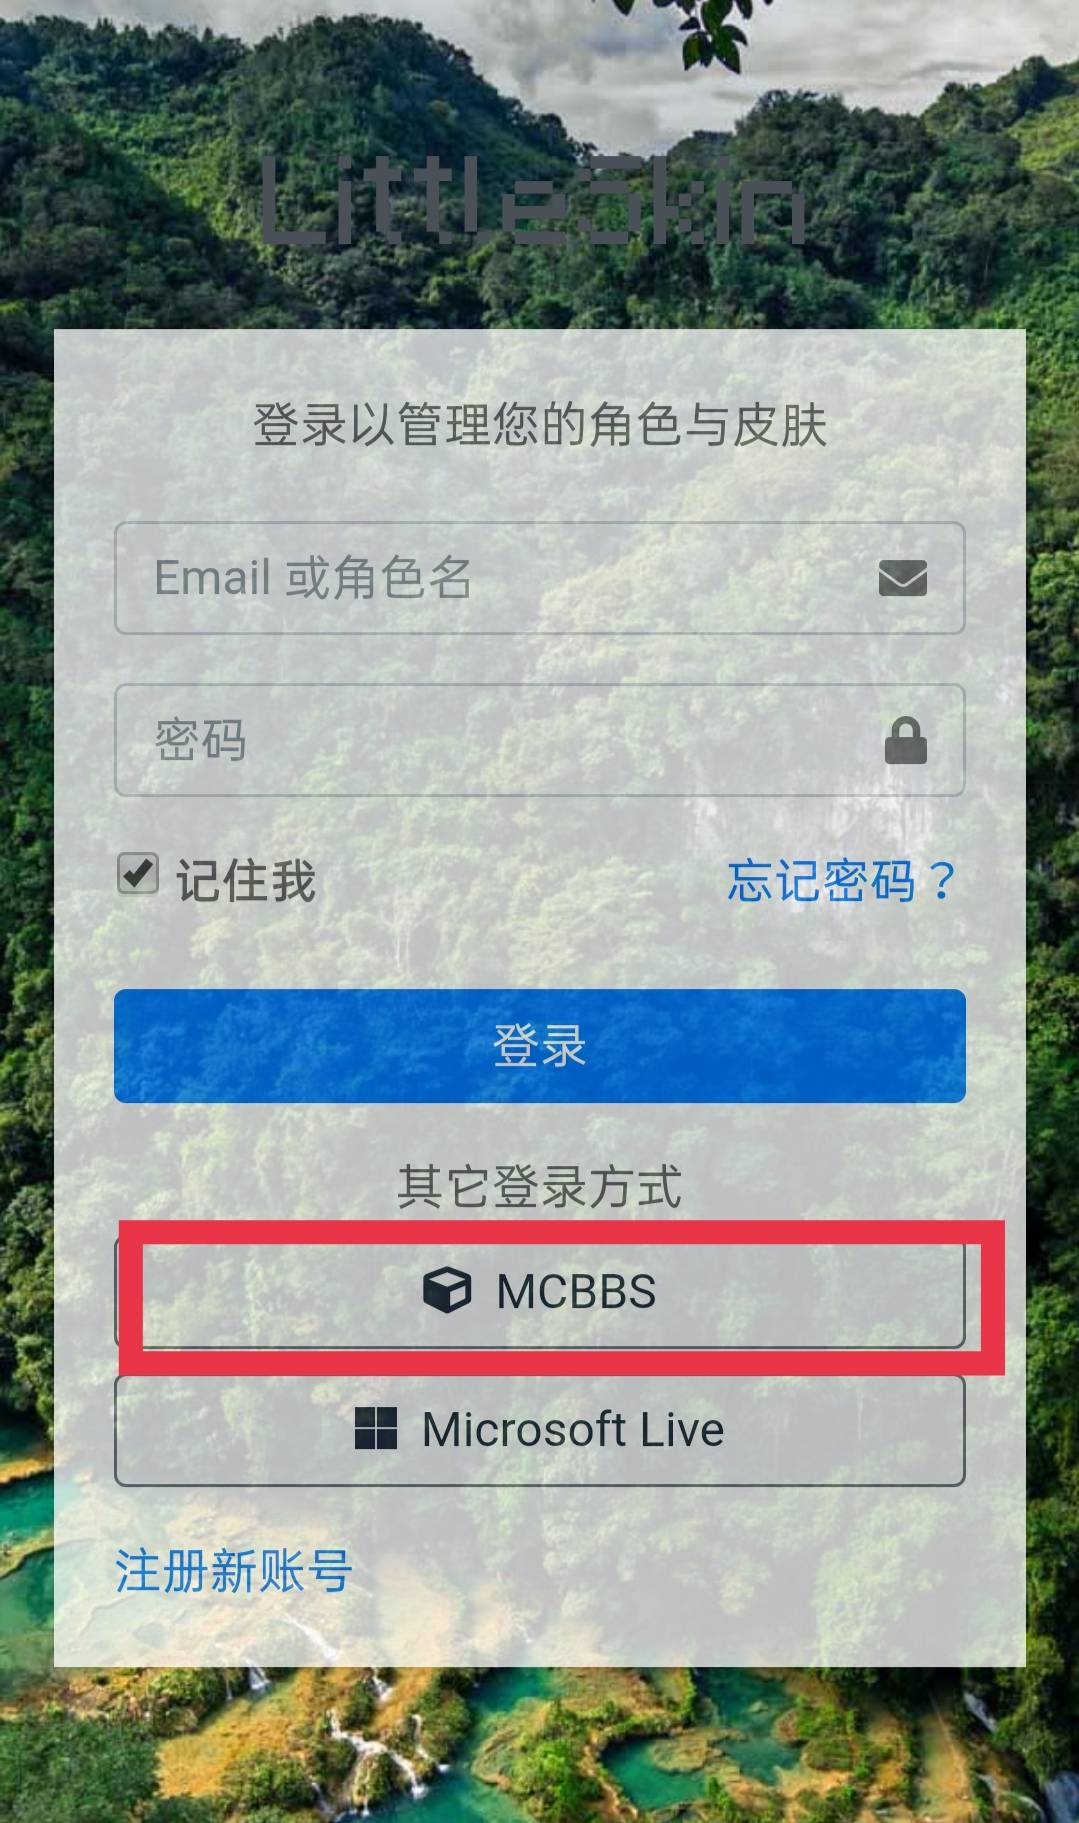 LittleSkin
登录以管理您的角色与皮肤
Email 或角色名
密码
记住我 忘记密码？
登录
其它登录方式
MCBBS
Microsoft Live
注册新账号